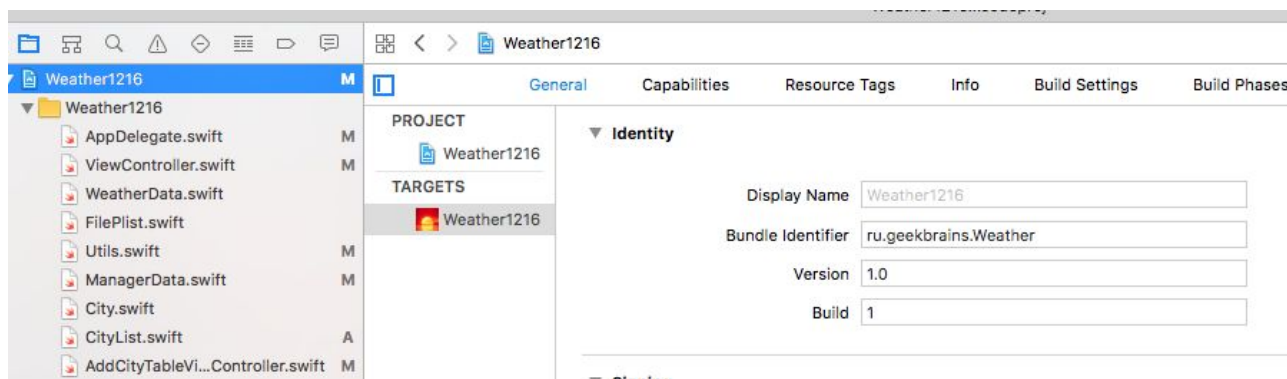 Weather1216
General Capabilities Resource Tags Info Build Settings Build Phases
Weather1216 M
Weather1216
AppDelegate.swift M
ViewController.swift M
WeatherData.swift
FilePlist.swift
Utils.swift M
ManagerData.swift M
City.swift
CityList.swift A
AddCityTableVi...Controller.swift M
PROJECT
Weather1216
TARGETS
Weather1216
Identity
Display Name Weather1216
Bundle Identifier ru.geekbrains.Weather
Version 1.0
Build 1